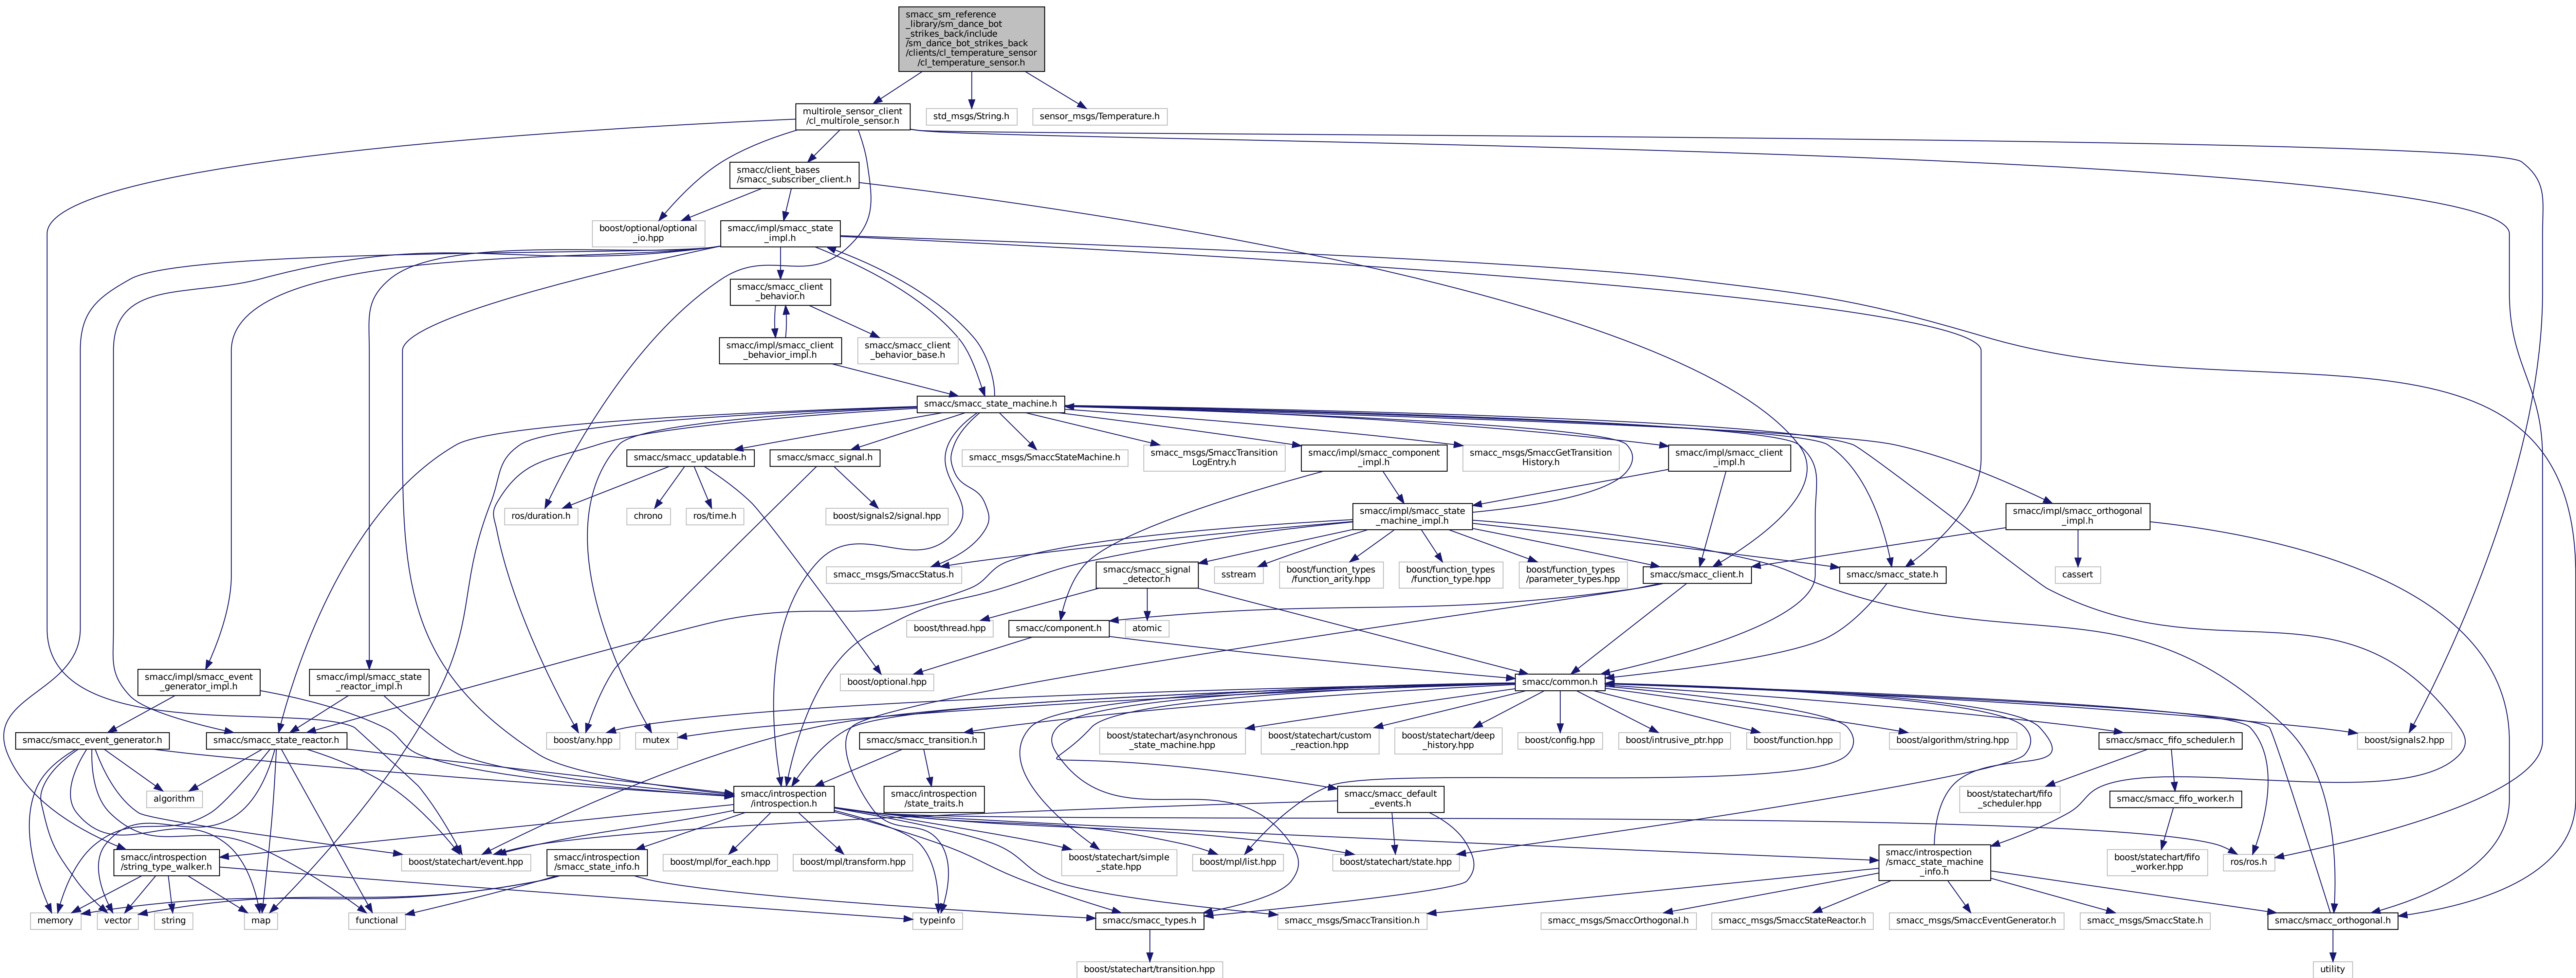 smacc_sm_reference
_library/sm_dance_bot
_strikes_back/include
/sm_dance_bot_strikes_back
/clients/cl_temperature_sensor
/cl_temperature_sensor.h
multirole_sensor_client
/cl_multirole_sensor.h
std_msgs/String.h
sensor_msgs/Temperature.h
smacc/client_bases
/smacc_subscriber_client.h
boost/optional/optional
_io.hpp
smacc/impl/smacc_state
_impl.h
smacc/smacc_client
_behavior.h
smacc/impl/smacc_client
_behavior_impl.h
smacc/smacc_client
_behavior_base.h
smacc/smacc_state_machine.h
smacc/smacc_updatable.h
smacc/smacc_signal.h
smacc_msgs/SmaccStateMachine.h
smacc_msgs/SmaccTransition
LogEntry.h
smacc/impl/smacc_component
_impl.h
smacc_msgs/SmaccGetTransition
History.h
smacc/impl/smacc_client
_impl.h
ros/duration.h
chrono
ros/time.h
boost/signals2/signal.hpp
smacc/impl/smacc_state
_machine_impl.h
smacc/impl/smacc_orthogonal
_impl.h
smacc_msgs/SmaccStatus.h
smacc/smacc_signal
_detector.h
sstream
boost/function_types
/function_arity.hpp
boost/function_types
/function_type.hpp
boost/function_types
/parameter_types.hpp
smacc/smacc_client.h
smacc/smacc_state.h
cassert
boost/thread.hpp
smacc/component.h
atomic
smacc/impl/smacc_event
_generator_impl.h
smacc/impl/smacc_state
_reactor_impl.h
boost/optional.hpp
smacc/common.h
smacc/smacc_event_generator.h
smacc/smacc_state_reactor.h
boost/any.hpp
mutex
smacc/smacc_transition.h
boost/statechart/asynchronous
_state_machine.hpp
boost/statechart/custom
_reaction.hpp
boost/statechart/deep
_history.hpp
boost/config.hpp
boost/intrusive_ptr.hpp
boost/function.hpp
boost/algorithm/string.hpp
smacc/smacc_fifo_scheduler.h
boost/signals2.hpp
algorithm
smacc/introspection
/introspection.h
smacc/introspection
/state_traits.h
smacc/smacc_default
_events.h
boost/statechart/fifo
_scheduler.hpp
smacc/smacc_fifo_worker.h
smacc/introspection
/string_type_walker.h
boost/statechart/event.hpp
smacc/introspection
/smacc_state_info.h
boost/mpl/for_each.hpp
boost/mpl/transform.hpp
boost/statechart/simple
_state.hpp
boost/mpl/list.hpp
boost/statechart/state.hpp
smacc/introspection
/smacc_state_machine
_info.h
boost/statechart/fifo
_worker.hpp
ros/ros.h
memory
vector
string
map
functional
typeinfo
smacc/smacc_types.h
smacc_msgs/SmaccTransition.h
smacc_msgs/SmaccOrthogonal.h
smacc_msgs/SmaccStateReactor.h
smacc_msgs/SmaccEventGenerator.h
smacc_msgs/SmaccState.h
smacc/smacc_orthogonal.h
boost/statechart/transition.hpp
utility